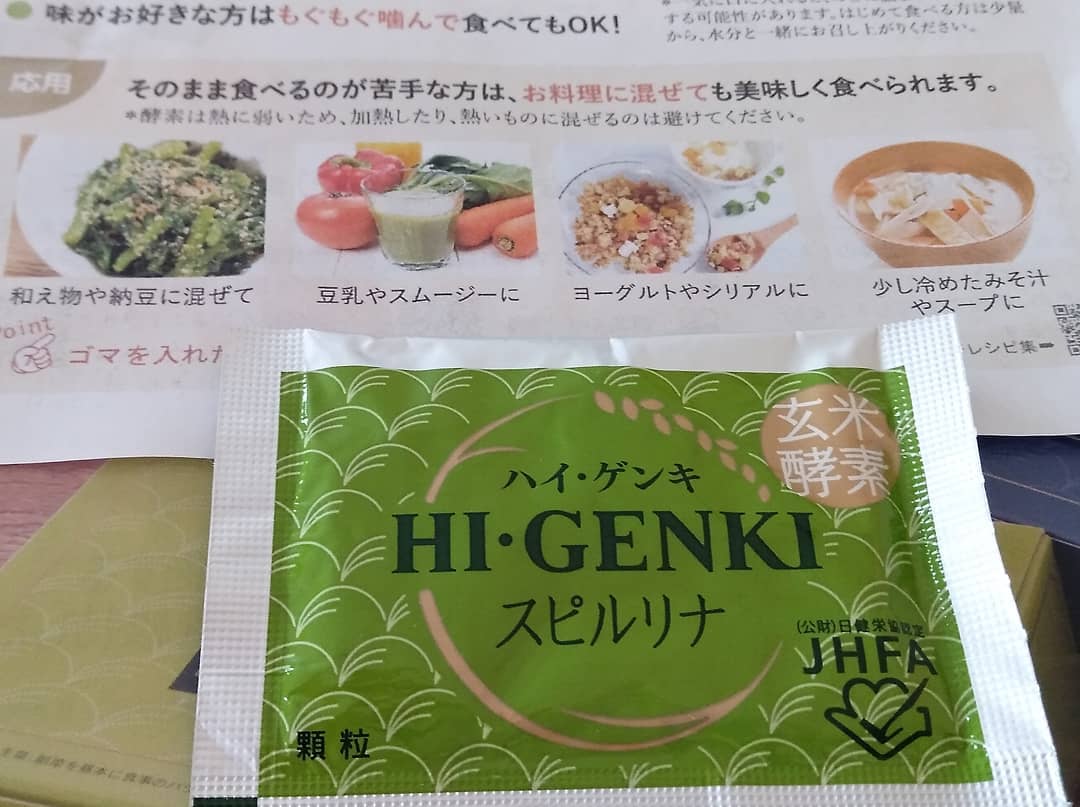 味がお好きな方はもぐもぐ噛んで食べてもOK!
する可能性があります。はじめて食べる方は少量
から、水分と一緒にお召し上がりください。
応用
そのまま食べるのが苦手な方は、お料理に混ぜても美味しく食べられます。
*酵素は熱に弱いため、加熱したり、熱いものに混ぜるのは避けてください。
和え物や納豆に混ぜて
豆乳やスムージーに
ヨーグルトやシリアルに
少し冷めたみそ汁
やスープに
Point
ゴマを入れた
レシピ集
玄米
酵素
ハイ・ゲンキ
HI・GENKI
スピルリナ
(公財)日健栄協認定
JHFA
顆粒